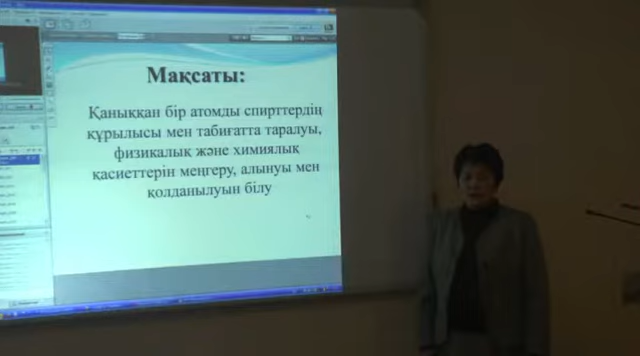 Мақсаты:
Қаныққан бір атомды спирттердің
құрылысы мен табиғатта таралуы,
физикалық және химиялық
қасиеттерін меңгеру, алынуы мен
қолданылуын білу